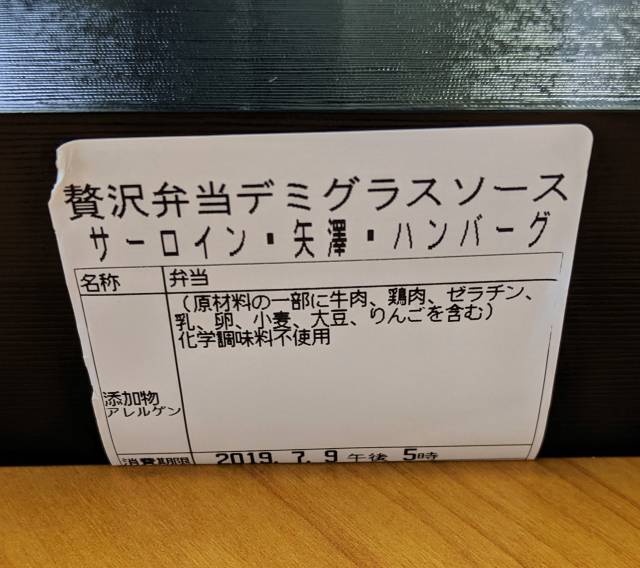 贅沢弁当デミグラスソース
サーロイン・矢澤・ハンバーグ
名称 弁当
(原材料の一部に牛肉、鶏肉、ゼラチン、
乳、卵、小麦、大豆、りんごを含む)
化学調味料不使用
添加物
アレルゲン
消費期限 2019. 7. 9 午後 5時